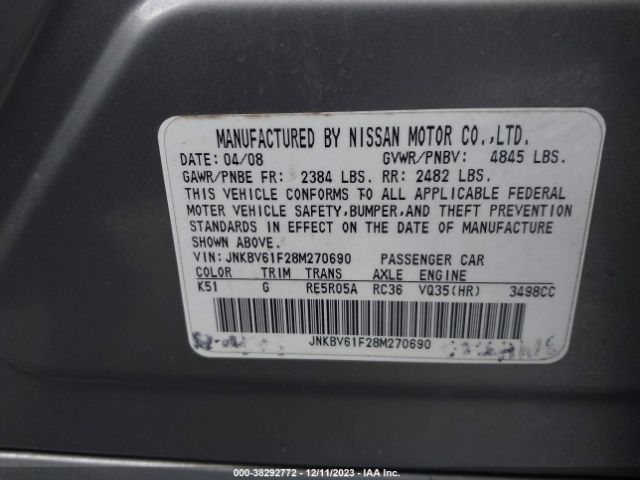 MANUFACTURED BY NISSAN MOTOR CO.,LTD.
DATE: 04/08 GVWR/PNBV: 4845 LBS.
GAWR/PNBE FR: 2384 LBS. RR: 2482 LBS.
THIS VEHICLE CONFORMS TO ALL APPLICABLE FEDERAL
MOTER VEHICLE SAFETY,BUMPER,AND THEFT PREVENTION
STANDARDS IN EFFECT ON THE DATE OF MANUFACTURE
SHOWN ABOVE.
VIN: JNKBV61F28M270690 PASSENGER CAR
COLOR TRIM TRANS AXLE ENGINE
K51 G RE5R05A RC36 VQ35(HR) 3498CC
JNKBV61F28M270690
000-38292772 - 12/11/2023 - IAA Inc.